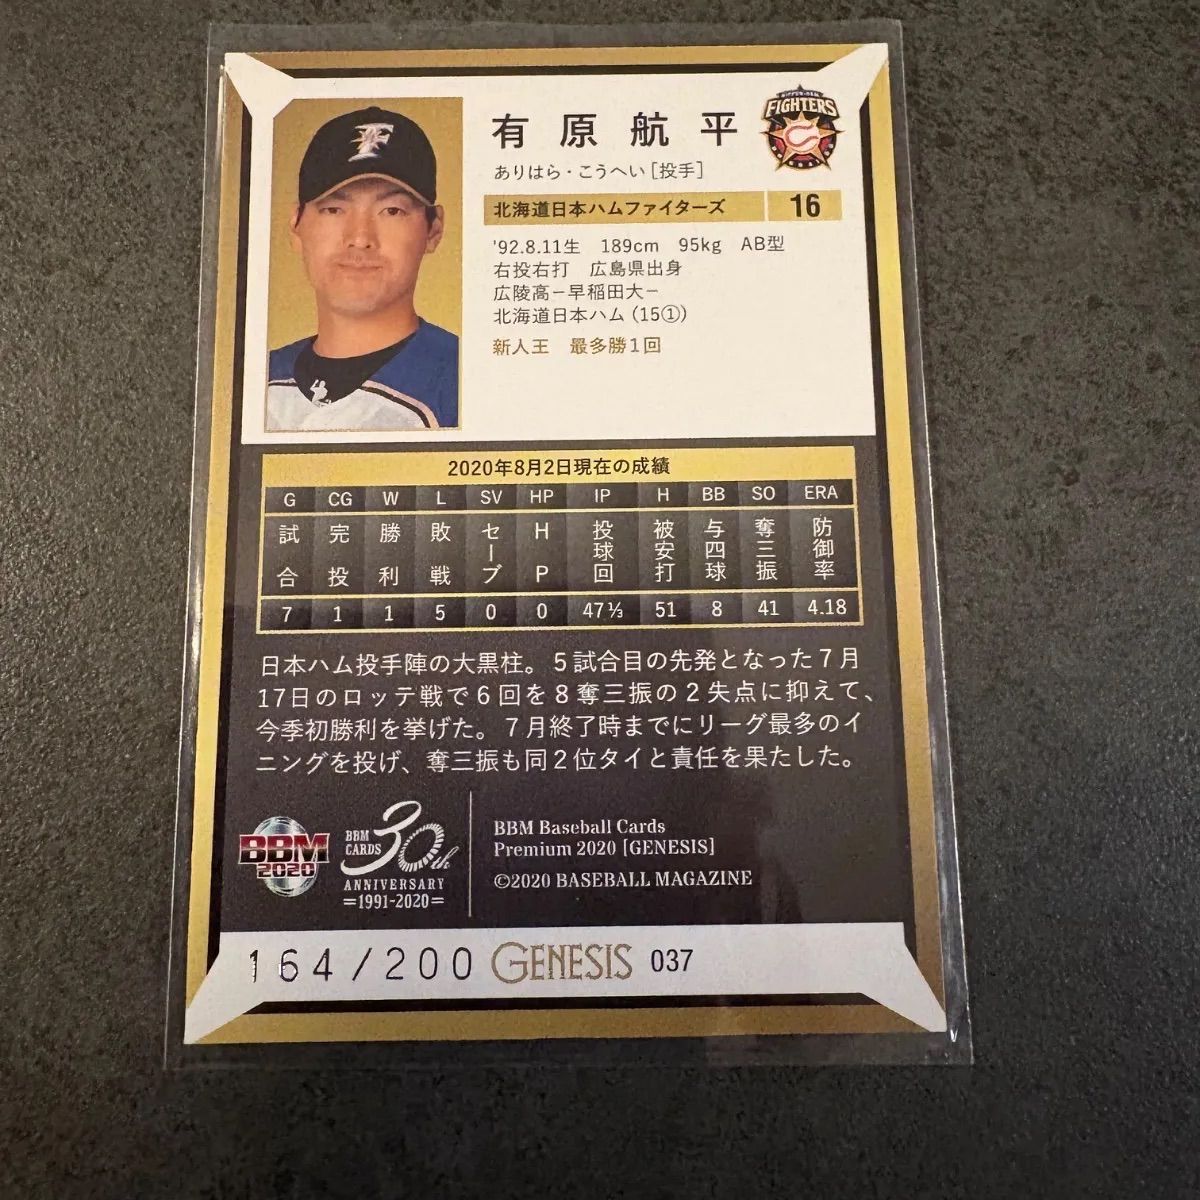 有原航平
FIGHTERS
ありはら・こうへい［投手］
北海道日本ハムファイターズ 16
'92.8.11生 189cm 95kg AB型
右投右打 広島県出身
広陵高－早稲田大－
北海道日本ハム（15①）
新人王 最多勝1回
2020年8月2日現在の成績
G CG W L SV HP IP H BB SO ERA
試合 完投 勝利 敗戦 セーブ HP 投球回 被安打 与四球 奪三振 防御率
7 1 1 5 0 0 47⅓ 51 8 41 4.18
日本ハム投手陣の大黒柱。5試合目の先発となった7月
17日のロッテ戦で6回を8奪三振の2失点に抑えて、
今季初勝利を挙げた。7月終了時までにリーグ最多のイ
ニングを投げ、奪三振も同2位タイと責任を果たした。
BBM
2020
BBM
CARDS
30th
ANNIVERSARY
=1991-2020=
BBM Baseball Cards
Premium 2020 [GENESIS]
©2020 BASEBALL MAGAZINE
164/200 GENESIS 037